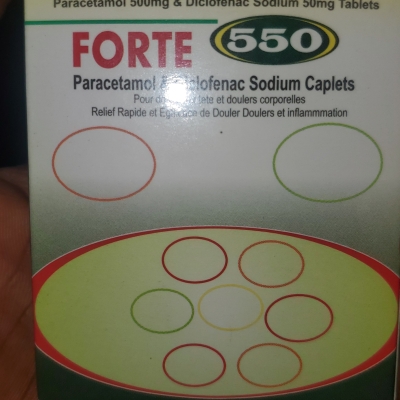 Paracetamol 500mg & Diclofenac Sodium 50mg Tablets
FORTE 550
Paracetamol & Diclofenac Sodium Caplets
Pour tete et doulers corporelles
Relief Rapide et de Douler Doulers et inflammmation